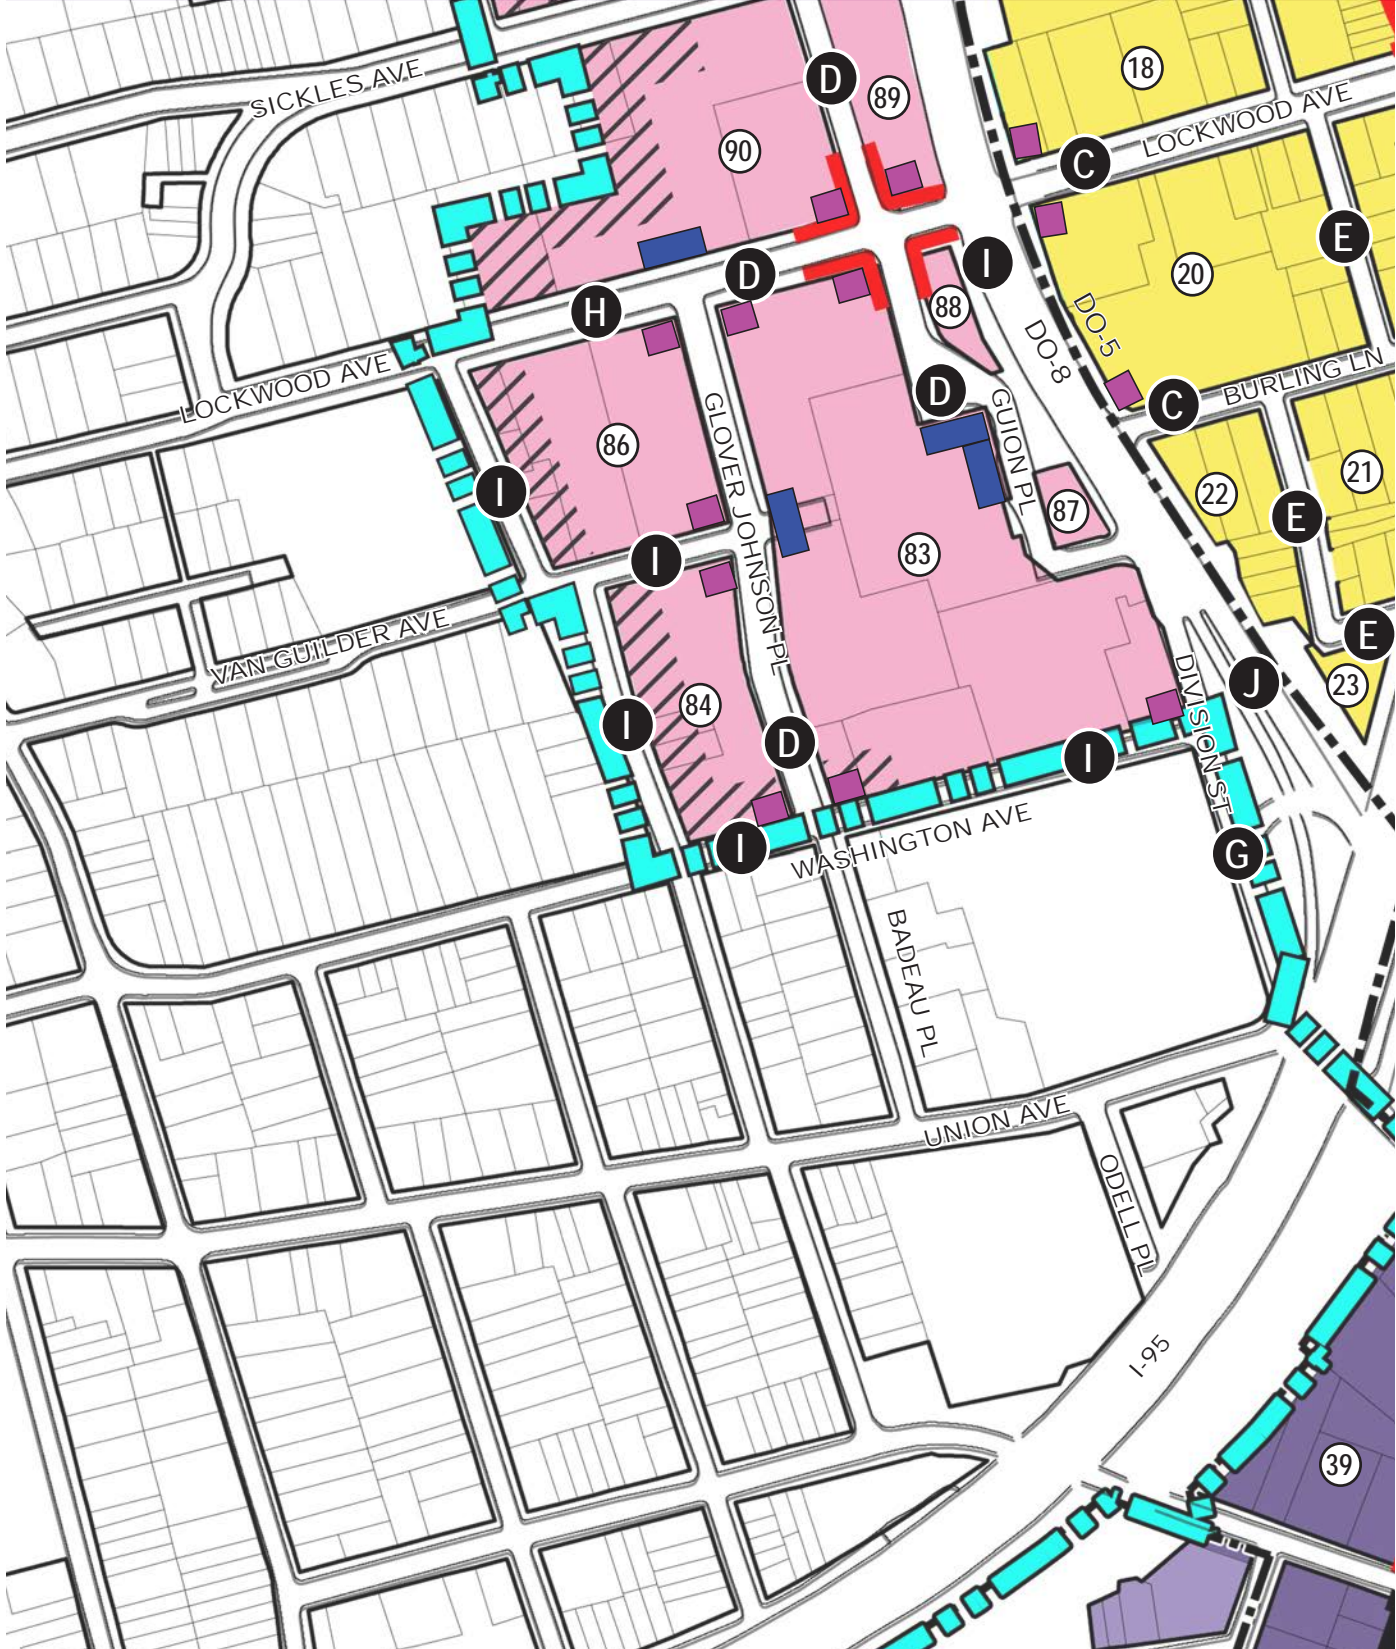 SICKLES AVE
D
89
18
LOCKWOOD AVE
90
C
E
D
I
20
H
88
DO-5
DO-8
LOCKWOOD AVE
BURLING LN
D
C
GLOVER JOHNSON PL
GUION PL
86
21
I
22
87
E
83
I
VAN GUILDER AVE
E
DIVISION ST
J
23
84
I
D
I
WASHINGTON AVE
I
G
BADEAU PL
L
UNION AVE
ODELL PL
I-95
39